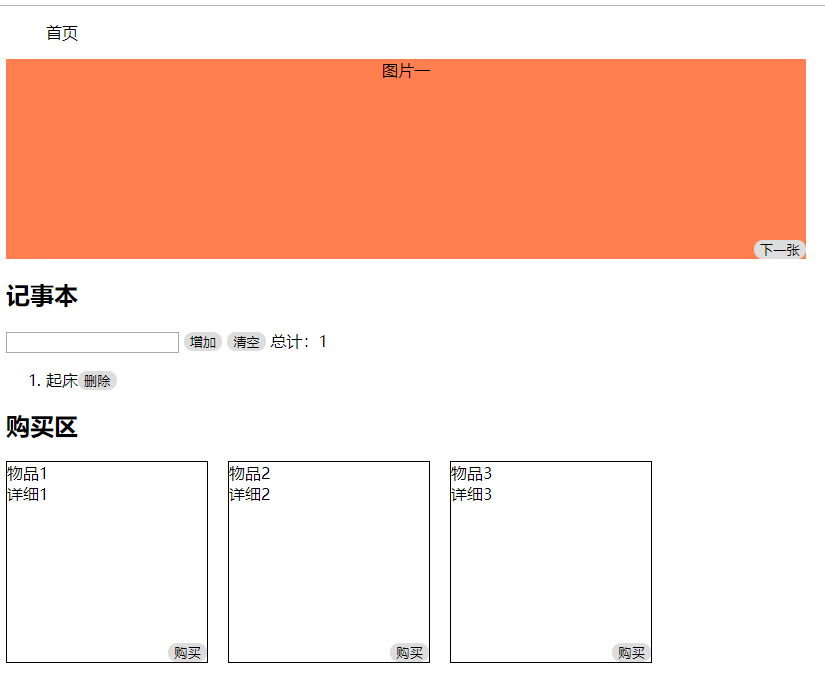 首页
图片一
下一张
记事本
增加 清空 总计：1
1. 起床删除
购买区
物品1
详细1
购买
物品2
详细2
购买
物品3
详细3
购买